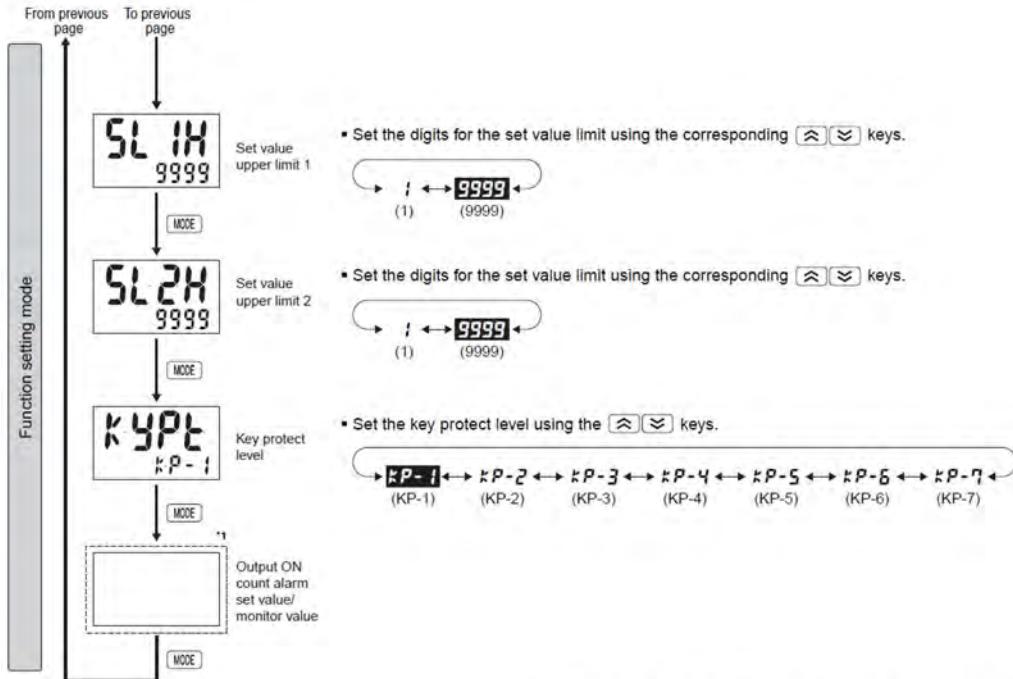 From previous page
To previous page
Function setting mode
SL 1H
9999
Set value
upper limit 1
▪ Set the digits for the set value limit using the corresponding keys.
1 9999
(1) (9999)
MODE
SL2H
9999
Set value
upper limit 2
▪ Set the digits for the set value limit using the corresponding keys.
1 9999
(1) (9999)
MODE
KYPt
KP-1
Key protect
level
▪ Set the key protect level using the keys.
KP-1 KP-2 KP-3 KP-4 KP-5 KP-6 KP-7
(KP-1) (KP-2) (KP-3) (KP-4) (KP-5) (KP-6) (KP-7)
MODE
*1
Output ON
count alarm
set value/
monitor value
MODE